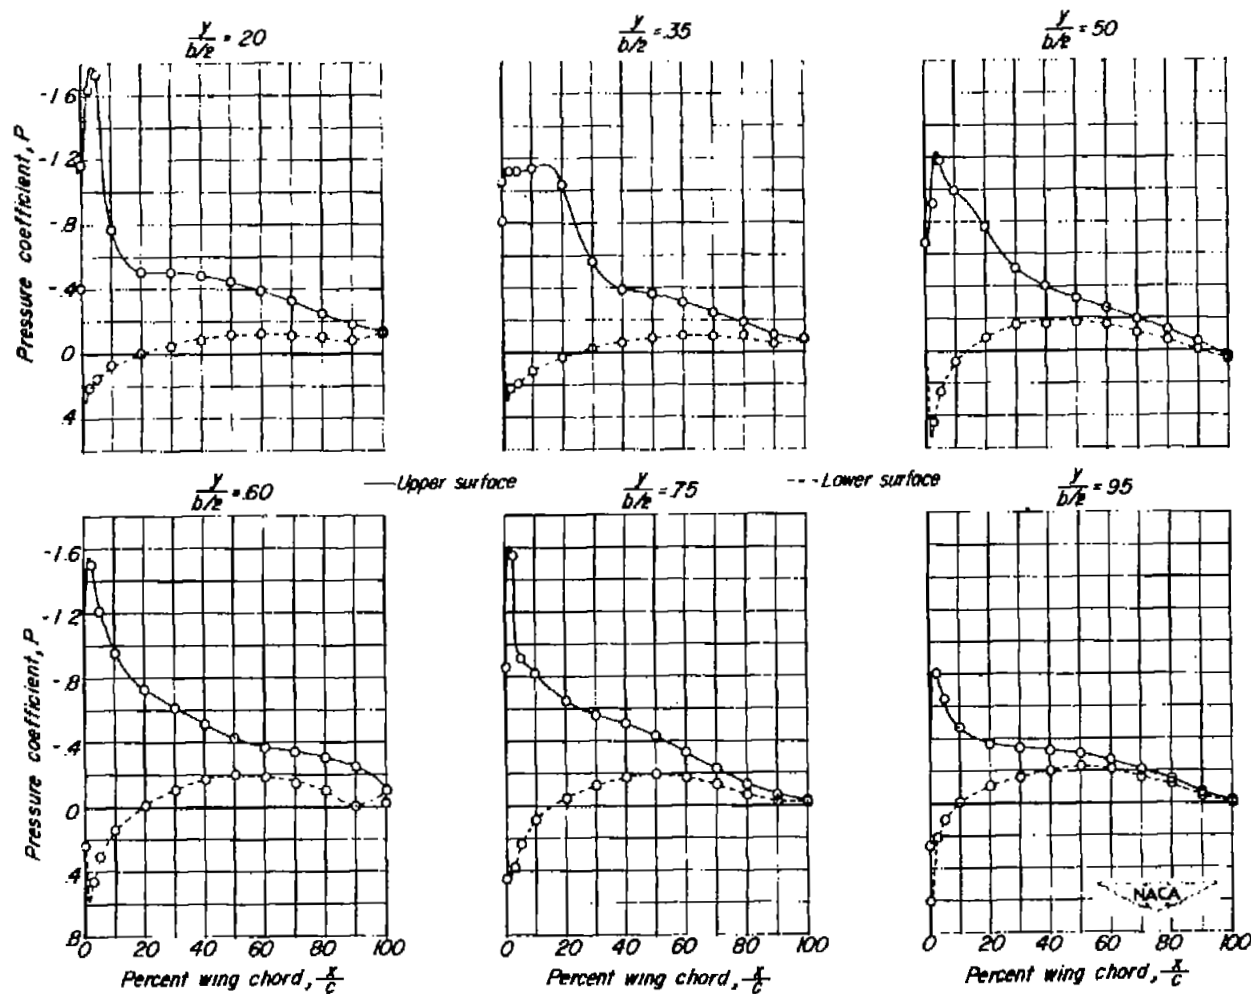 y/b/2 = .20
y/b/2 = .35
y/b/2 = .50
Pressure coefficient, P
-1.6
-1.2
-.8
-.4
0
.4
y/b/2 = .60
Upper surface
y/b/2 = .75
Lower surface
y/b/2 = .95
Pressure coefficient, P
-1.6
-1.2
-.8
-.4
0
.4
.8
NACA
0 20 40 60 80 100
0 20 40 60 80 100
0 20 40 60 80 100
Percent wing chord, x/c
Percent wing chord, x/c
Percent wing chord, x/c